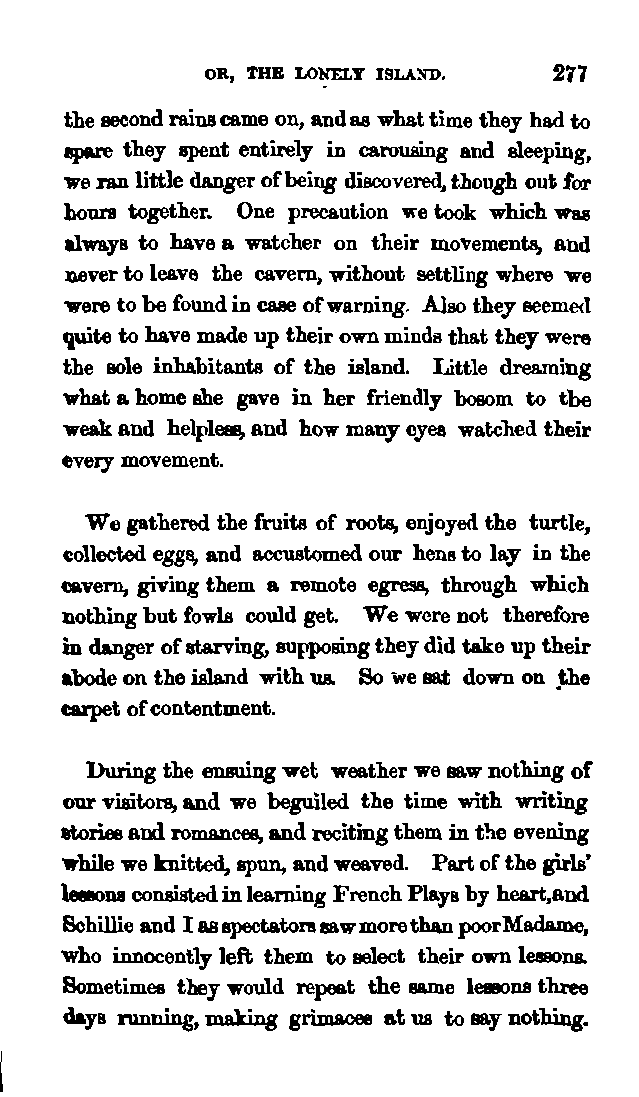 OR, THE LONELY ISLAND. 277
the second rains came on, and as what time they had to
spare they spent entirely in carousing and sleeping,
we ran little danger of being discovered, though out for
hours together. One precaution we took which was
always to have a watcher on their movements, and
never to leave the cavern, without settling where we
were to be found in case of warning. Also they seemed
quite to have made up their own minds that they were
the sole inhabitants of the island. Little dreaming
what a home she gave in her friendly bosom to the
weak and helpless, and how many eyes watched their
every movement.
We gathered the fruits of roots, enjoyed the turtle,
collected eggs, and accustomed our hens to lay in the
cavern, giving them a remote egress, through which
nothing but fowls could get. We were not therefore
in danger of starving, supposing they did take up their
abode on the island with us. So we sat down on the
carpet of contentment.
During the ensuing wet weather we saw nothing of
our visitors, and we beguiled the time with writing
stories and romances, and reciting them in the evening
while we knitted, spun, and weaved. Part of the girls'
lessons consisted in learning French Plays by heart, and
Schillie and I as spectators saw more than poor Madame,
who innocently left them to select their own lessons.
Sometimes they would repeat the same lessons three
days running, making grimaces at us to say nothing.